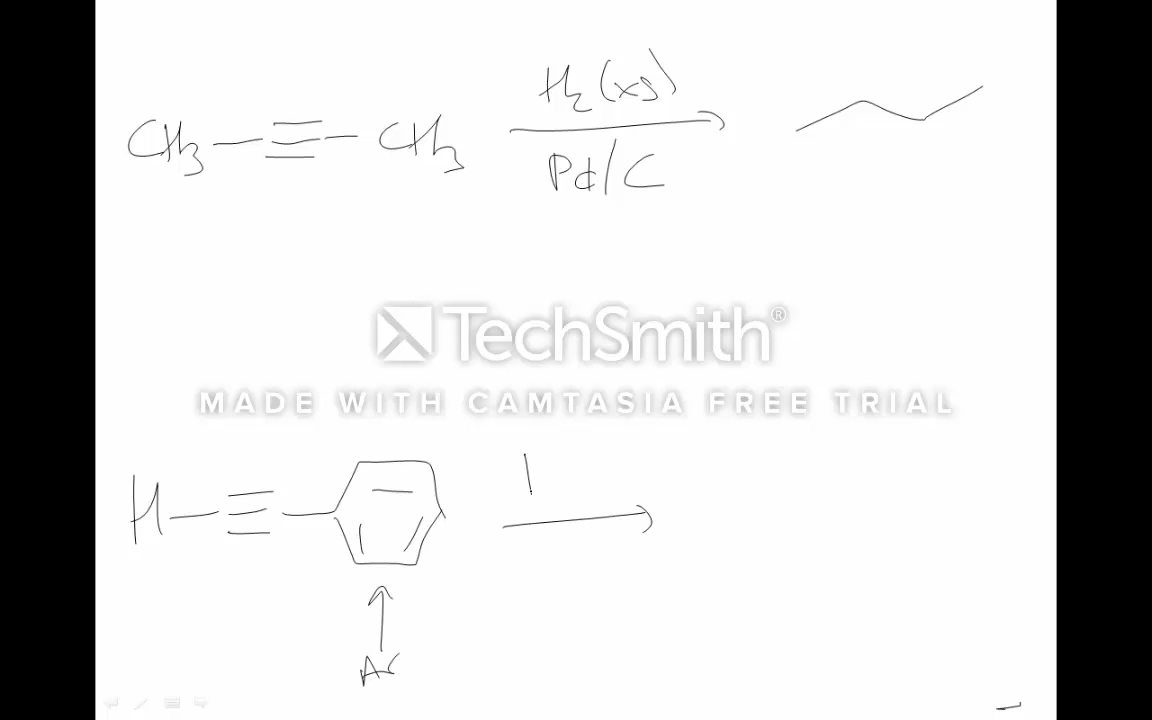 H₂ (xs)
CH₃—≡—CH₃
Pd/C
TechSmith®
MADE WITH CAMTASIA FREE TRIAL
H—≡—
Ar